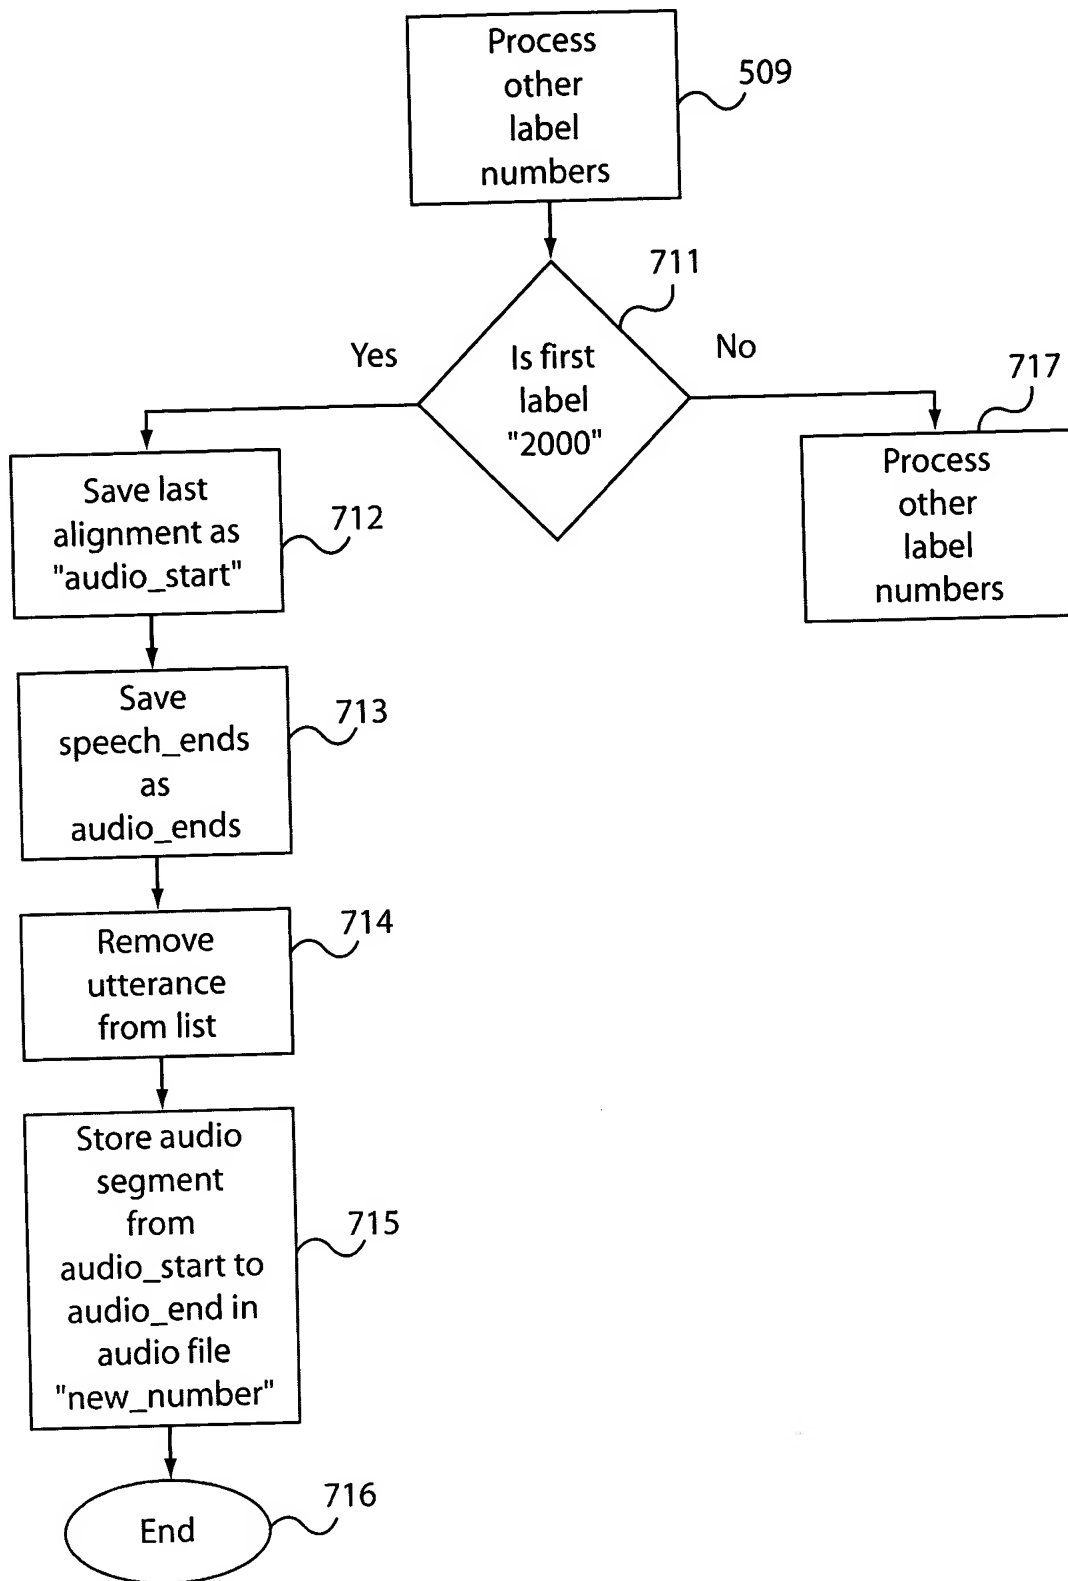 Process
other
label
numbers
509
711
Yes
Is first
label
"2000"
No
717
Process
other
label
numbers
Save last
alignment as
"audio_start"
712
Save
speech_ends
as
audio_ends
713
Remove
utterance
from list
714
Store audio
segment
from
audio_start to
audio_end in
audio file
"new_number"
715
End
716